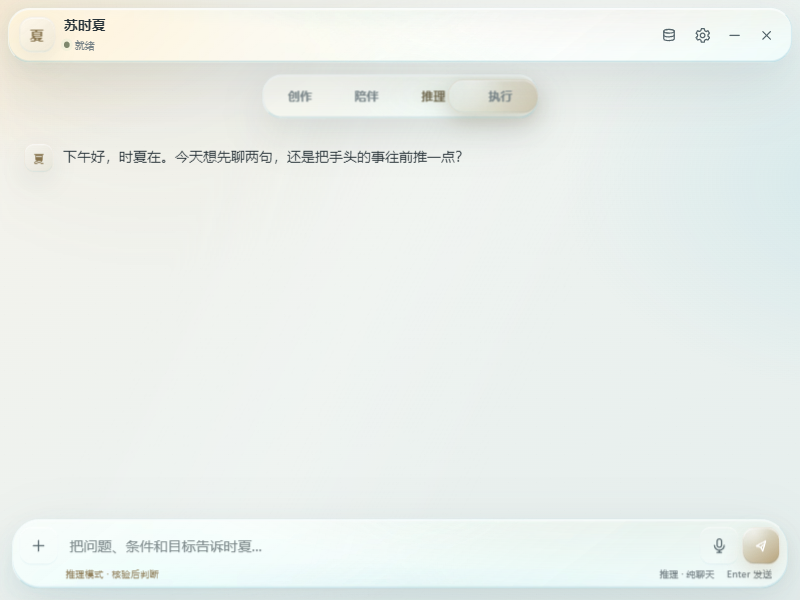 夏
苏时夏
就绪
创作 陪伴 推理 执行
夏
下午好，时夏在。今天想先聊两句，还是把手头的事往前推一点？
把问题、条件和目标告诉时夏...
推理模式 · 核验后判断
推理 · 纯聊天 Enter 发送